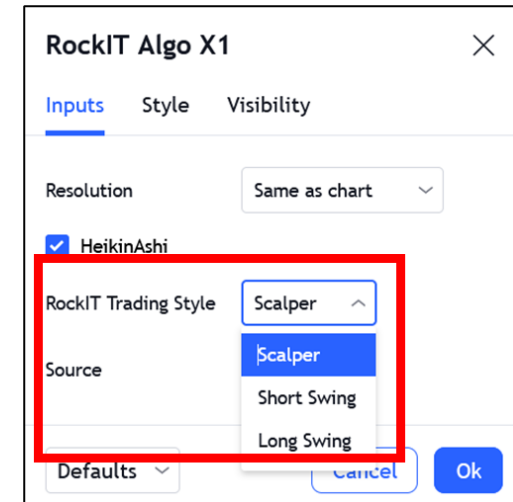 RockIT Algo X1
Inputs Style Visibility
Resolution Same as chart
HeikinAshi
RockIT Trading Style Scalper
Scalper
Source
Short Swing
Long Swing
Defaults Cancel Ok